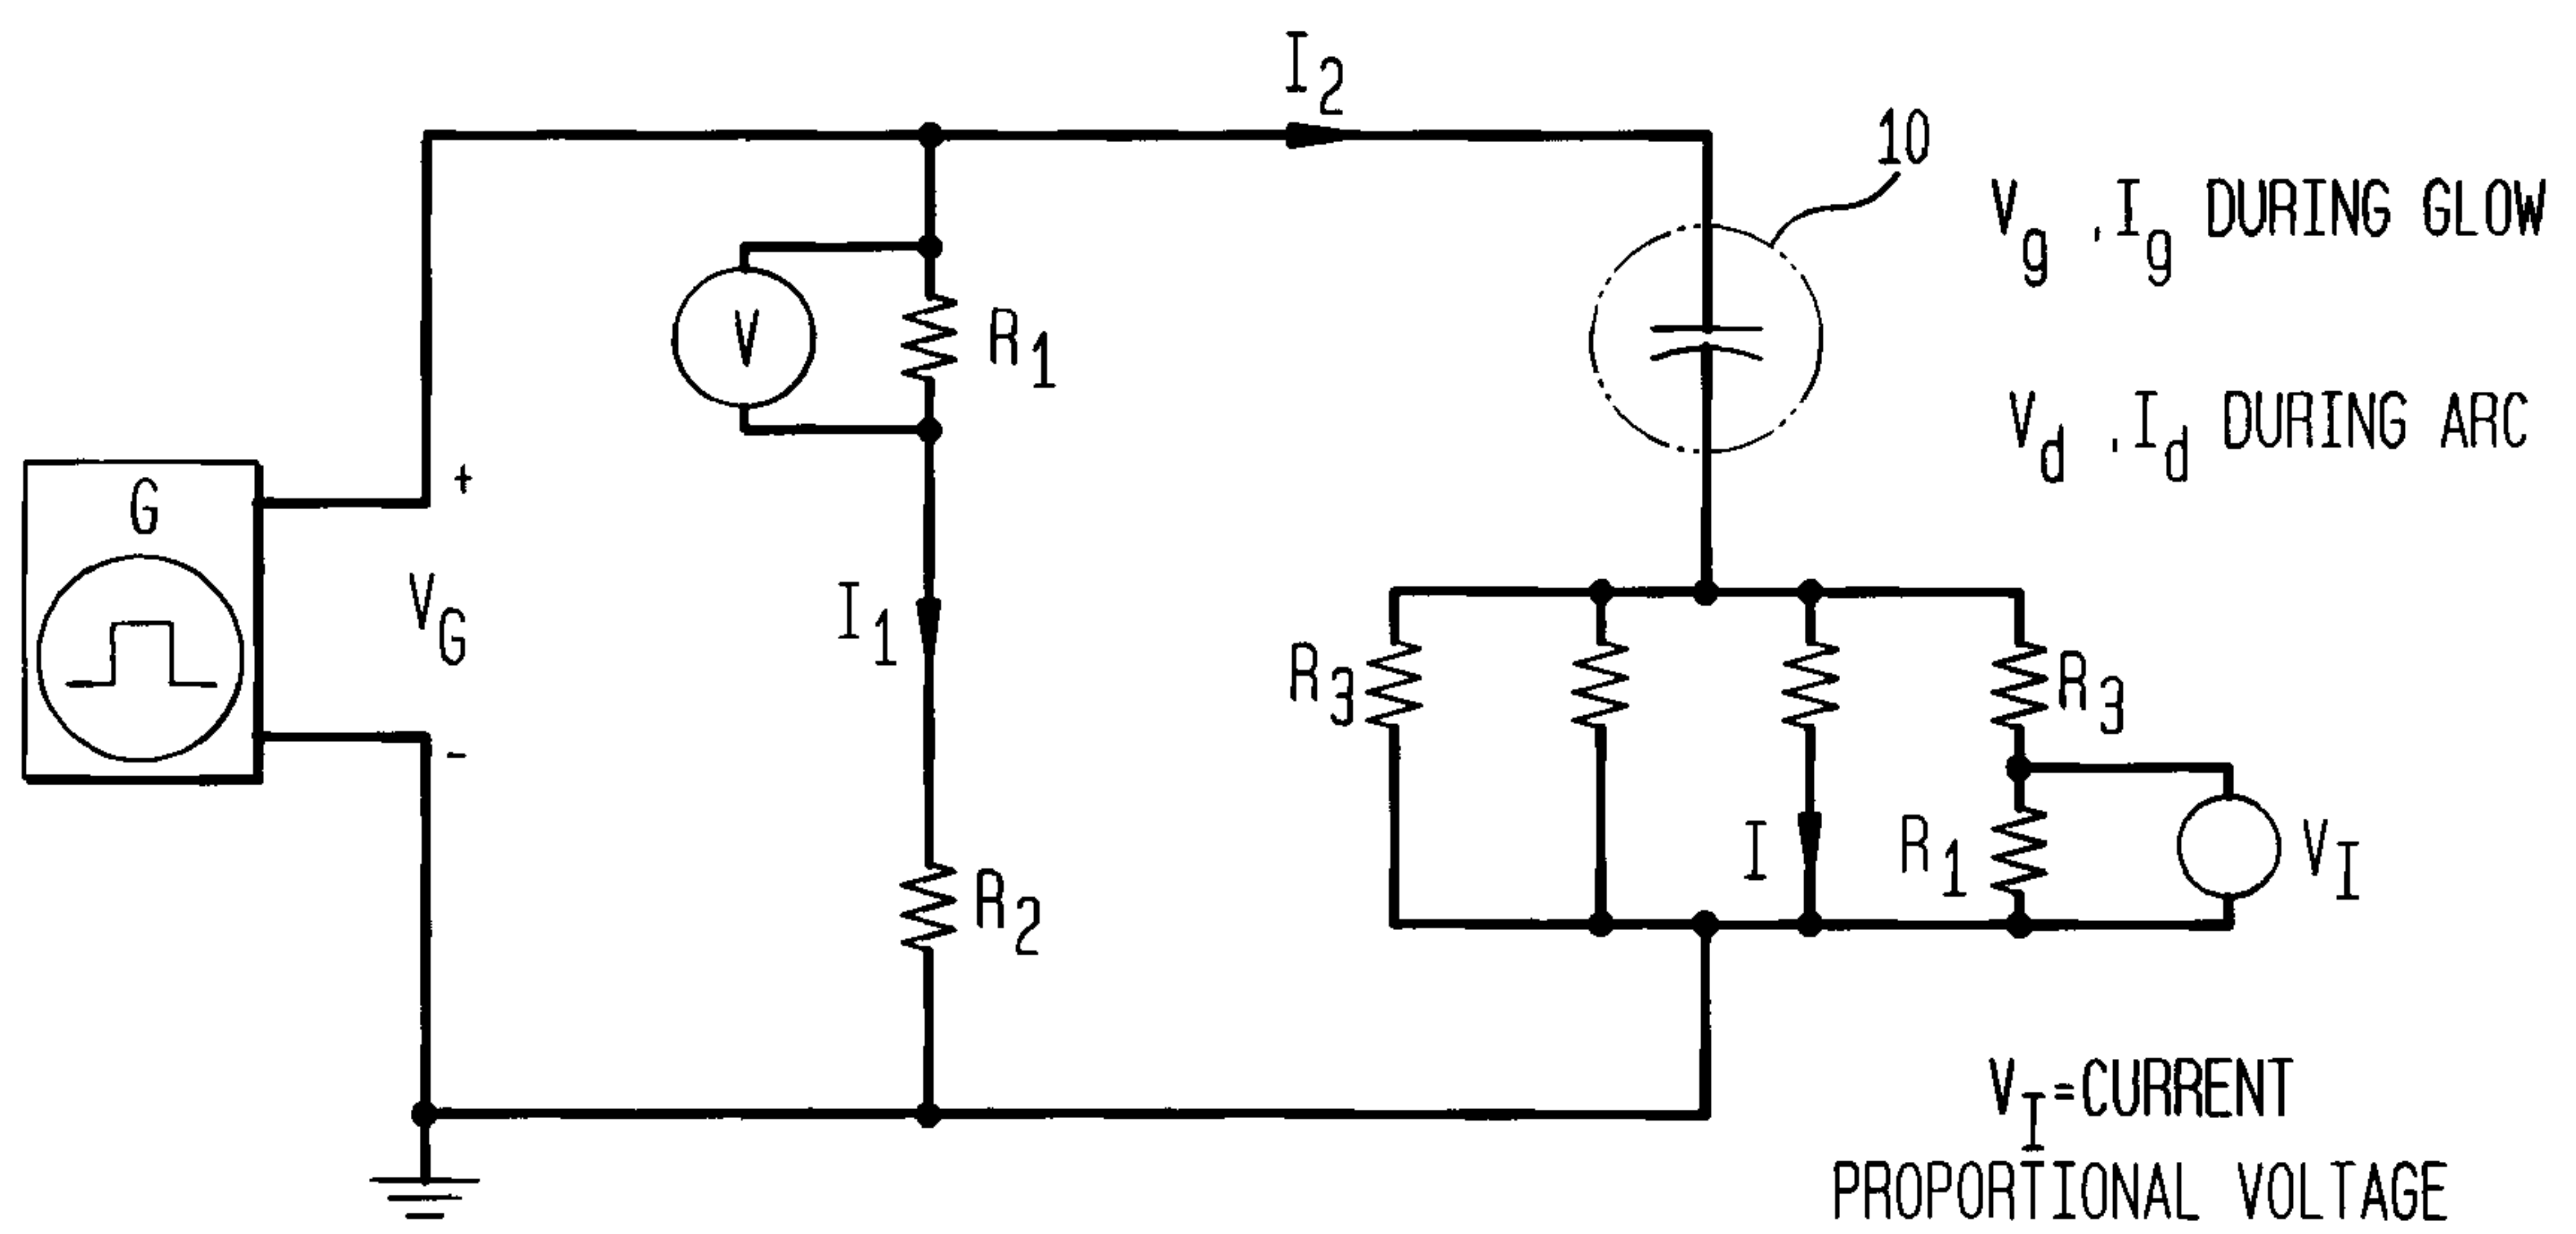 I2
10
Vg , Ig DURING GLOW
V
R1
Vd , Id DURING ARC
+
G
VG
I1
R3
R3
-
I
R1
VI
R2
VI=CURRENT
PROPORTIONAL VOLTAGE